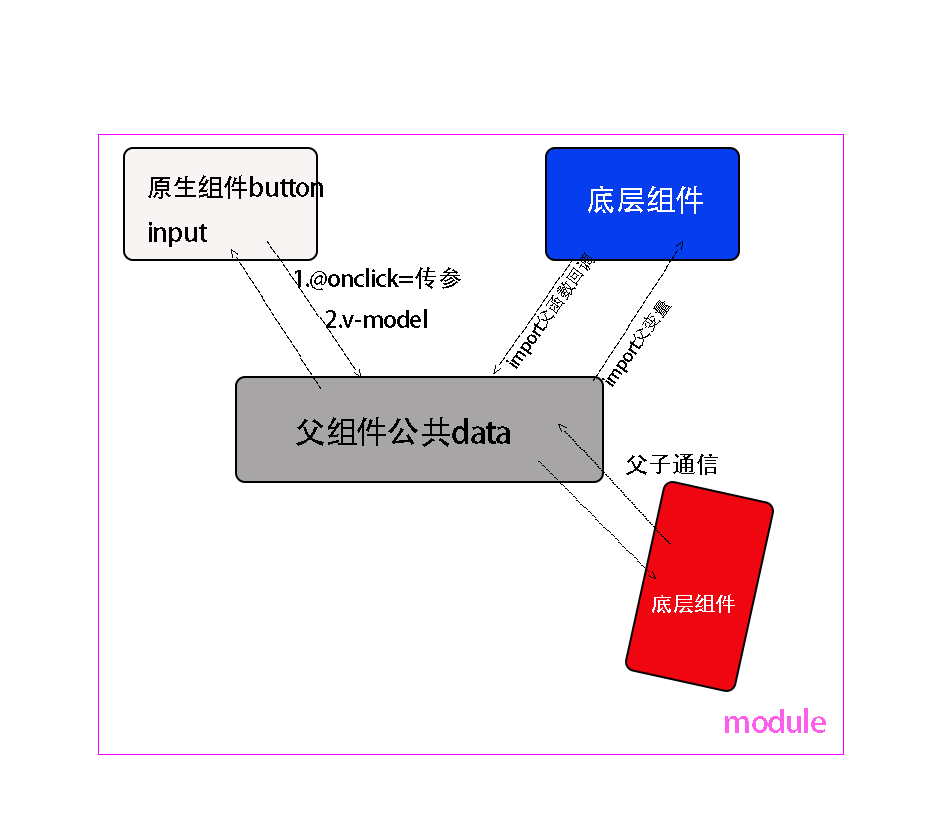 原生组件button
input
底层组件
1.@onclick=传参
2.v-model
import父函数回调
import父变量
父组件公共data
父子通信
底层组件
module